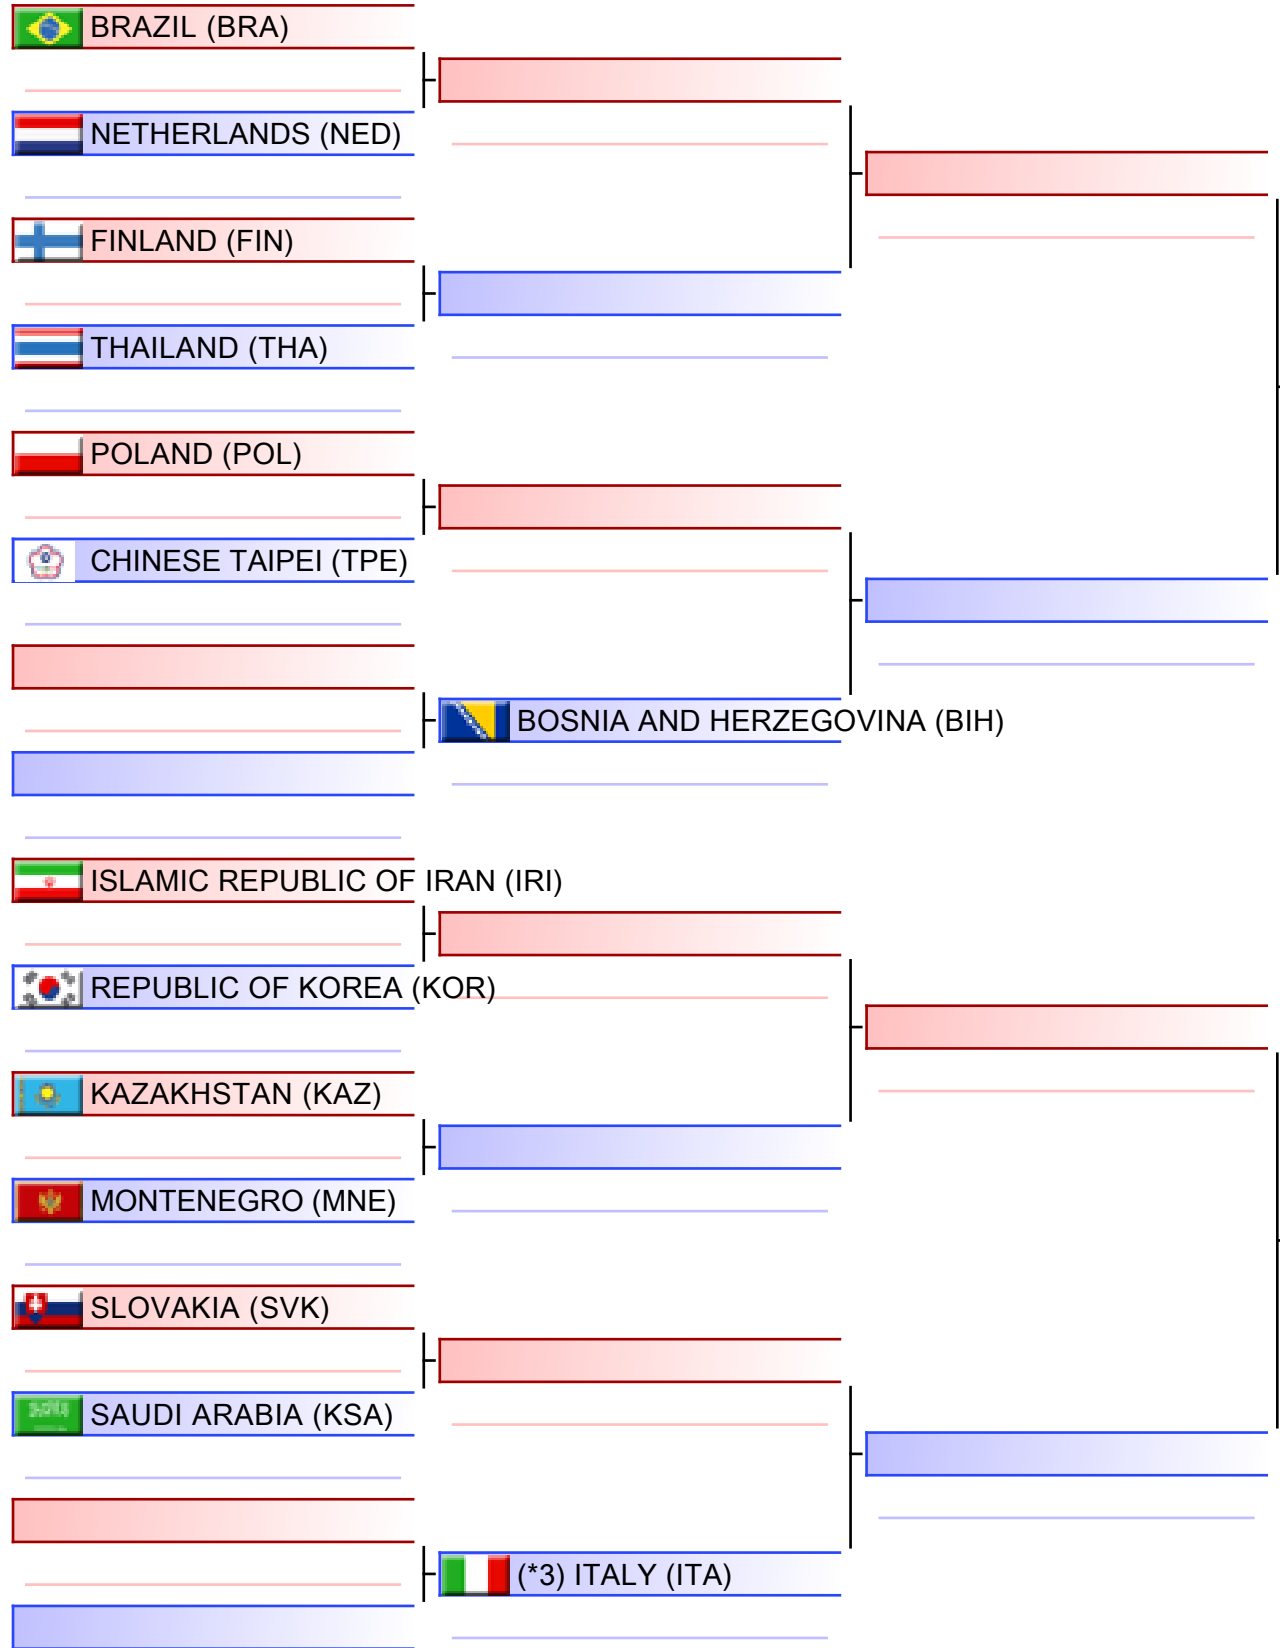 BRAZIL (BRA)
NETHERLANDS (NED)
FINLAND (FIN)
THAILAND (THA)
POLAND (POL)
CHINESE TAIPEI (TPE)
BOSNIA AND HERZEGOVINA (BIH)
ISLAMIC REPUBLIC OF IRAN (IRI)
REPUBLIC OF KOREA (KOR)
KAZAKHSTAN (KAZ)
MONTENEGRO (MNE)
SLOVAKIA (SVK)
SAUDI ARABIA (KSA)
(*3) ITALY (ITA)